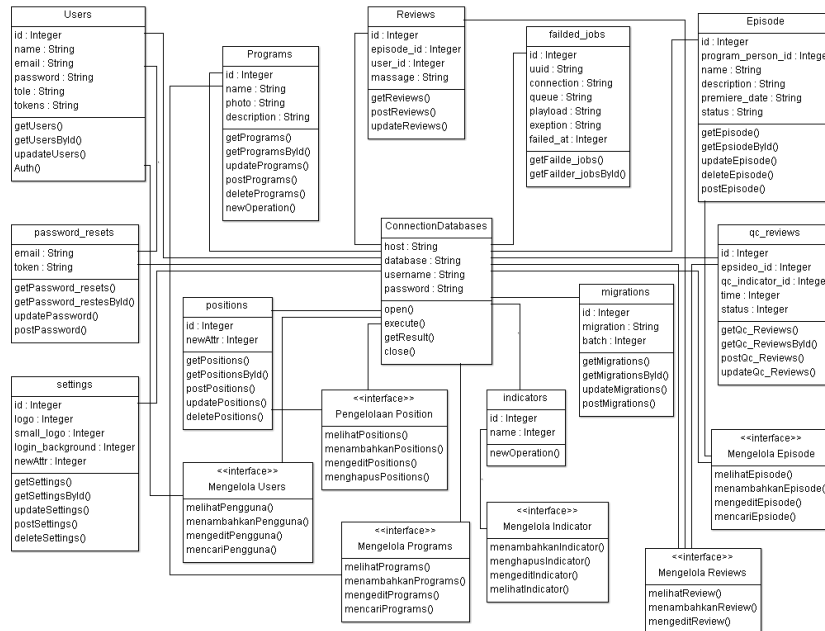 Users
id : Integer
name : String
email : String
password : String
tole : String
tokens : String
getUsers()
getUsersById()
upadateUsers()
Auth()
Programs
id : Integer
name : String
photo : String
description : String
getPrograms()
getProgramsById()
updatePrograms()
postPrograms()
deletePrograms()
newOperation()
Reviews
id : Integer
episode_id : Integer
user_id : Integer
massage : String
getReviews()
postReviews()
updateReviews()
failded_jobs
id : Integer
uuid : String
connection : String
queue : String
playload : String
exeption : String
failed_at : Integer
getFailde_jobs()
getFailder_jobsById()
Episode
id : Integer
program_person_id : Integer
name : String
description : String
premiere_date : String
status : String
getEpisode()
getEpsiodeById()
updateEpisode()
deleteEpisode()
postEpisode()
password_resets
email : String
token : String
getPassword_resets()
getPassword_restesById()
updatePassword()
postPassword()
ConnectionDatabases
host : String
database : String
username : String
password : String
open()
execute()
getResult()
close()
qc_reviews
id : Integer
epsideo_id : Integer
qc_indicator_id : Integer
time : Integer
status : Integer
getQc_Reviews()
getQc_ReviewsById()
postQc_Reviews()
updateQc_Reviews()
positions
id : Integer
newAttr : Integer
getPositions()
getPositionsById()
postPositions()
updatePositions()
deletePositions()
migrations
id : Integer
migration : String
batch : Integer
getMigrations()
getMigrationsById()
updateMigrations()
postMigrations()
settings
id : Integer
logo : Integer
small_logo : Integer
login_background : Integer
newAttr : Integer
getSettings()
getSettingsById()
updateSettings()
postSettings()
deleteSettings()
<<interface>>
Pengelolaan Position
melihatPositions()
menambahkanPositions()
mengeditPositions()
menghapusPositions()
indicators
id : Integer
name : Integer
newOperation()
<<interface>>
Mengelola Episode
melihatEpisode()
menambahkanEpisode()
mengeditEpisode()
mencariEpsiode()
<<interface>>
Mengelola Users
melihatPengguna()
menambahkanPengguna()
mengeditPengguna()
mencariPengguna()
<<interface>>
Mengelola Programs
melihatPrograms()
menambahkanPrograms()
mengeditPrograms()
mencariPrograms()
<<interface>>
Mengelola Indicator
menambahkanIndicator()
menghapusIndicator()
mengeditIndicator()
melihatIndicator()
<<interface>>
Mengelola Reviews
melihatReview()
menambahkanReview()
mengeditReview()